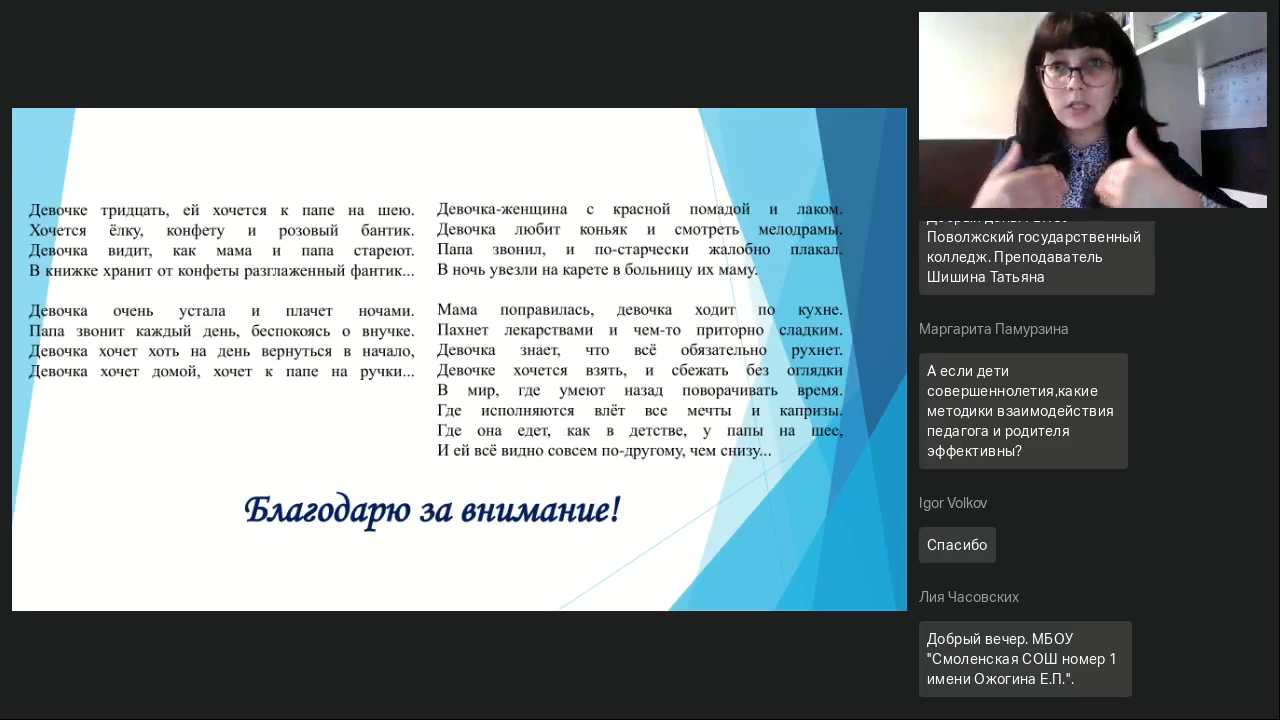 Девочке тридцать, ей хочется к папе на шею.
Хочется ёлку, конфету и розовый бантик.
Девочка видит, как мама и папа стареют.
В книжке хранит от конфеты разглаженный фантик...
Девочка очень устала и плачет ночами.
Папа звонит каждый день, беспокоясь о внучке.
Девочка хочет хоть на день вернуться в начало,
Девочка хочет домой, хочет к папе на ручки...
Девочка-женщина с красной помадой и лаком.
Девочка любит коньяк и смотреть мелодрамы.
Папа звонил, и по-старчески жалобно плакал.
В ночь увезли на карете в больницу их маму.
Мама поправилась, девочка ходит по кухне.
Пахнет лекарствами и чем-то приторно сладким.
Девочка знает, что всё обязательно рухнет.
Девочке хочется взять, и сбежать без оглядки
В мир, где умеют назад поворачивать время.
Где исполняются влёт все мечты и капризы.
Где она едет, как в детстве, у папы на шее,
И ей всё видно совсем по-другому, чем снизу...
Благодарю за внимание!
Поволжский государственный
колледж. Преподаватель
Шишина Татьяна
Маргарита Памурзина
А если дети
совершеннолетия,какие
методики взаимодействия
педагога и родителя
эффективны?
Igor Volkov
Спасибо
Лия Часовских
Добрый вечер. МБОУ
"Смоленская СОШ номер 1
имени Ожогина Е.П.".